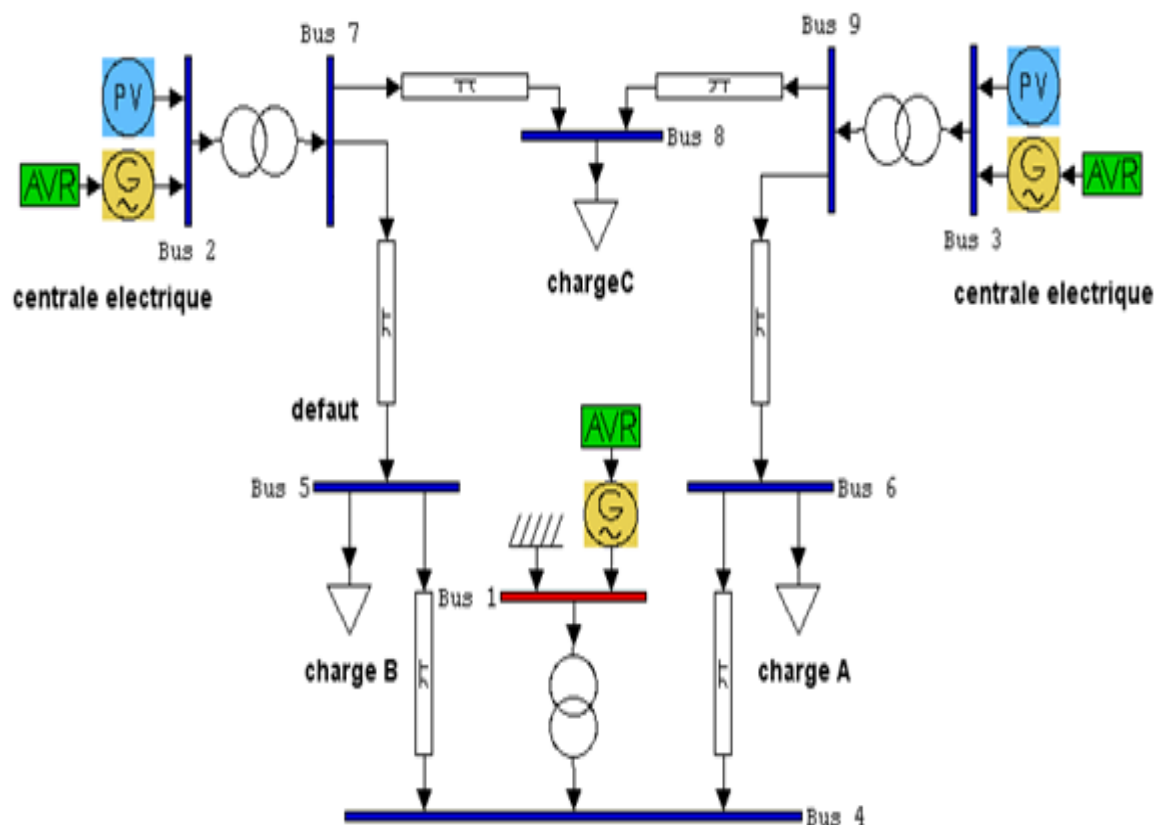 Bus 7
Bus 9
PV
π
π
PV
Bus 8
AVR
G
~
G
~
AVR
Bus 2
Bus 3
centrale electrique
chargeC
centrale electrique
π
π
defaut
AVR
Bus 5
G
~
Bus 6
Bus 1
charge B
π
π
charge A
Bus 4